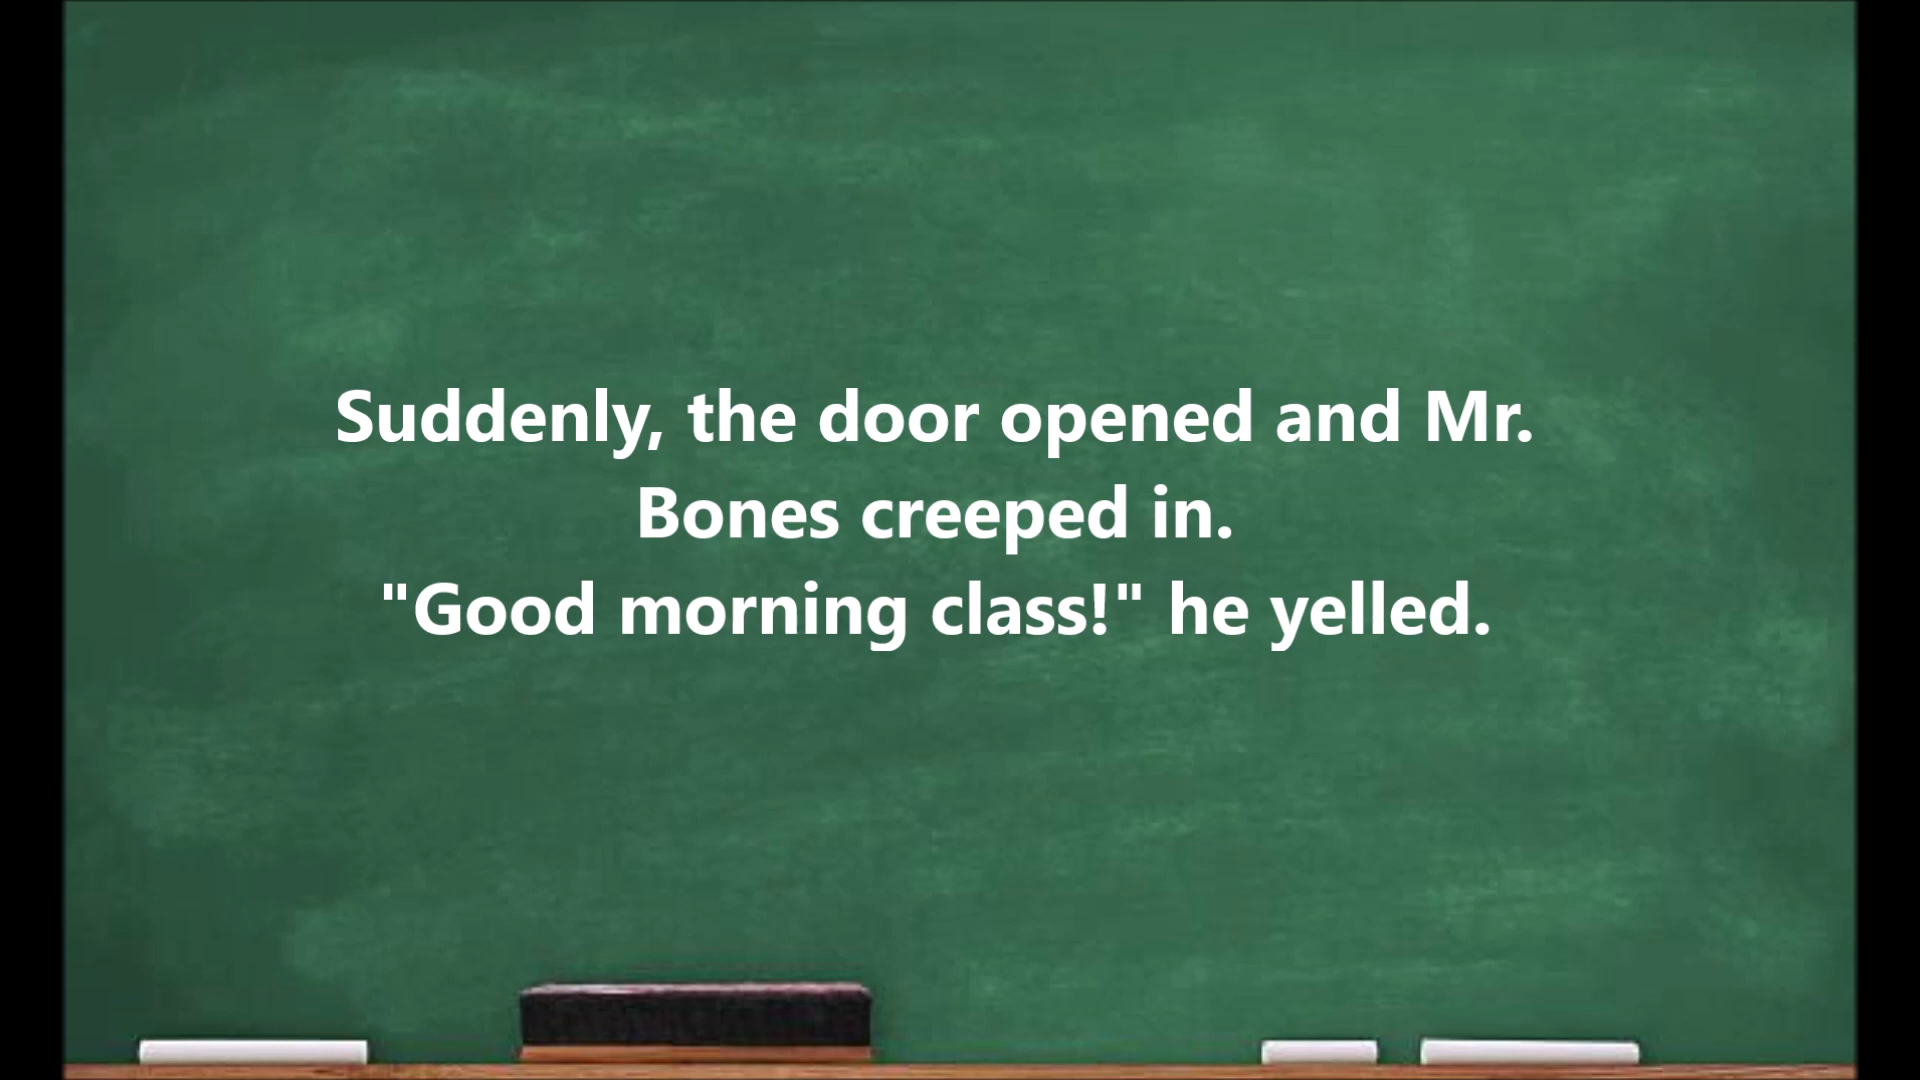 Suddenly, the door opened and Mr.
Bones creeped in.
"Good morning class!" he yelled.